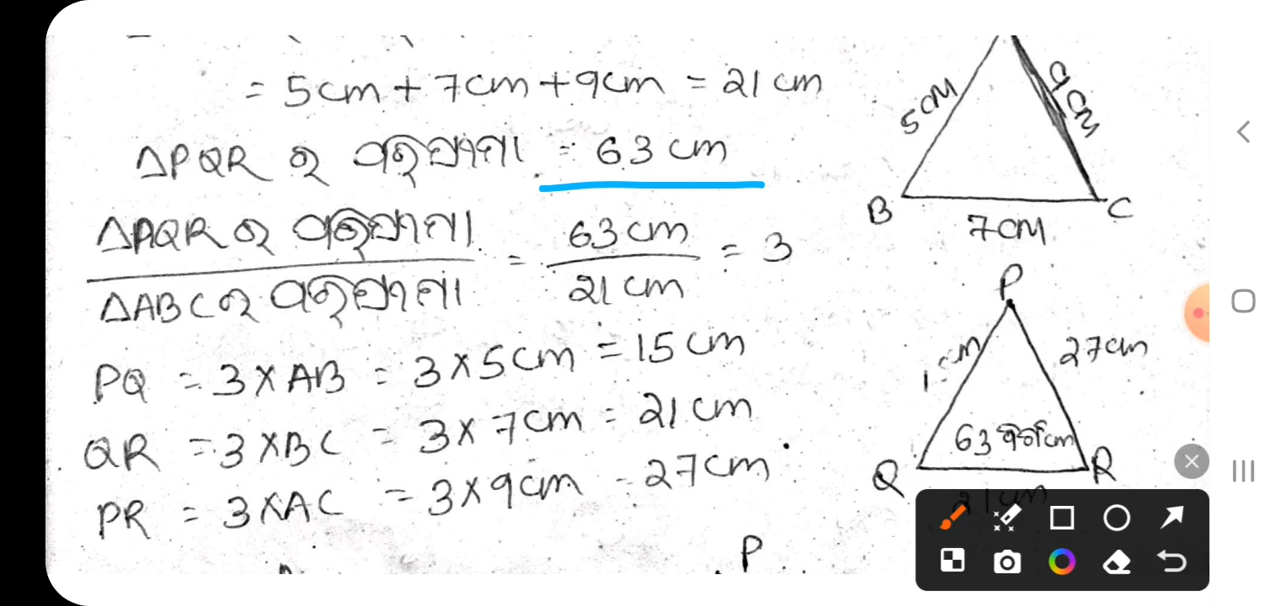 = 5cm + 7cm + 9cm = 21 cm
ΔPQR ର ପରିସୀମା = 63 cm
ΔPQR ର ପରିସୀମା / ΔABC ର ପରିସୀମା = 63 cm / 21 cm = 3
PQ = 3×AB = 3×5cm = 15 cm
QR = 3×BC = 3×7cm = 21 cm
PR = 3×AC = 3×9cm = 27cm
P
5cm
9cm
B
7cm
C
P
27cm
63
cm
Q
R
21cm